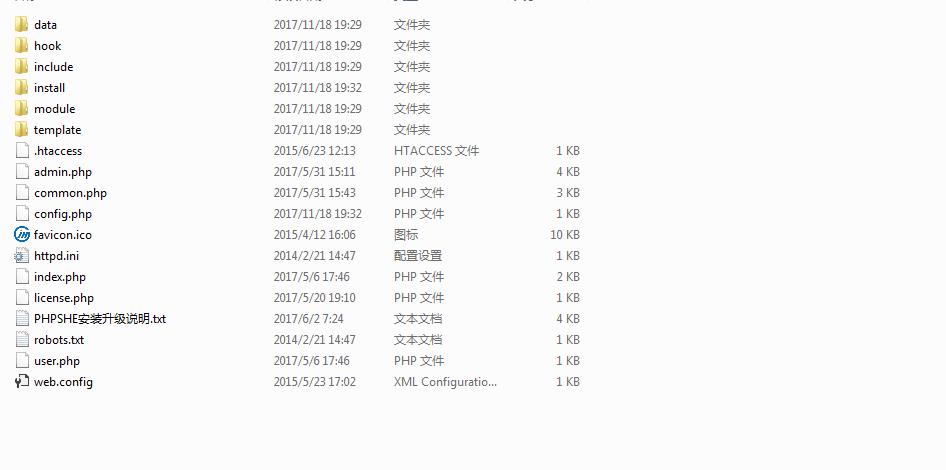 data 2017/11/18 19:29 文件夹
hook 2017/11/18 19:29 文件夹
include 2017/11/18 19:29 文件夹
install 2017/11/18 19:32 文件夹
module 2017/11/18 19:29 文件夹
template 2017/11/18 19:29 文件夹
.htaccess 2015/6/23 12:13 HTACCESS 文件 1 KB
admin.php 2017/5/31 15:11 PHP 文件 4 KB
common.php 2017/5/31 15:43 PHP 文件 3 KB
config.php 2017/11/18 19:32 PHP 文件 1 KB
favicon.ico 2015/4/12 16:06 图标 10 KB
httpd.ini 2014/2/21 14:47 配置设置 1 KB
index.php 2017/5/6 17:46 PHP 文件 2 KB
license.php 2017/5/20 19:10 PHP 文件 1 KB
PHPSHE安装升级说明.txt 2017/6/2 7:24 文本文档 4 KB
robots.txt 2014/2/21 14:47 文本文档 1 KB
user.php 2017/5/6 17:46 PHP 文件 1 KB
web.config 2015/5/23 17:02 XML Configuratio... 1 KB